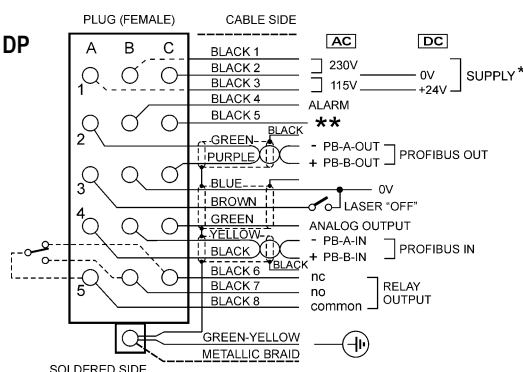 PLUG (FEMALE) CABLE SIDE
DP
A B C
1
2
3
4
5
BLACK 1
BLACK 2
BLACK 3
BLACK 4
BLACK 5
AC DC
230V
115V
0V
+24V
SUPPLY *
ALARM
**
BLACK
GREEN
PURPLE
- PB-A-OUT
+ PB-B-OUT
PROFIBUS OUT
BLUE
0V
BROWN
LASER “OFF”
GREEN
ANALOG OUTPUT
YELLOW
BLACK
- PB-A-IN
+ PB-B-IN
PROFIBUS IN
BLACK
BLACK 6
BLACK 7
BLACK 8
nc
no
common
RELAY
OUTPUT
GREEN-YELLOW
METALLIC BRAID
SOLDERED SIDE